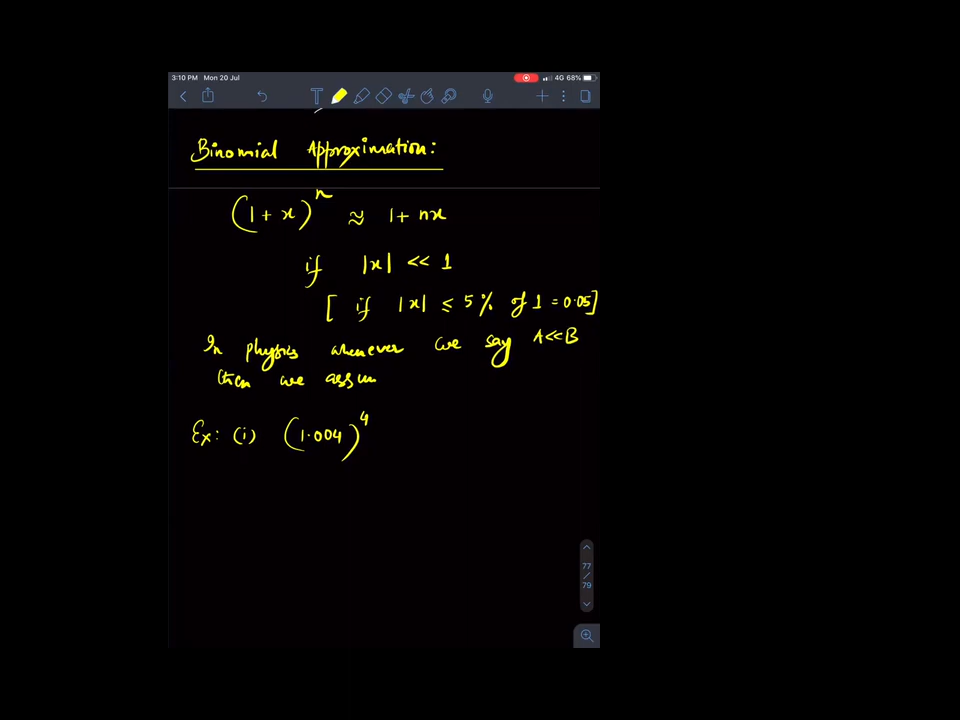 3:10 PM Mon 20 Jul
4G 68%
T
Binomial Approximation:
(1 + x)^n ≈ 1 + nx
if |x| << 1
[ if |x| ≤ 5% of 1 = 0.05]
In physics whenever we say A<<B
then we assum
Ex: (i) (1.004)^4
77
/
79